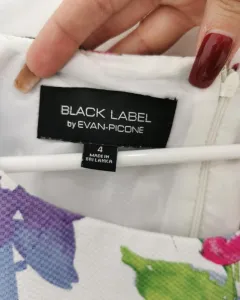 BLACK LABEL
by EVAN-PICONE
4
MADE IN
SRI LANKA